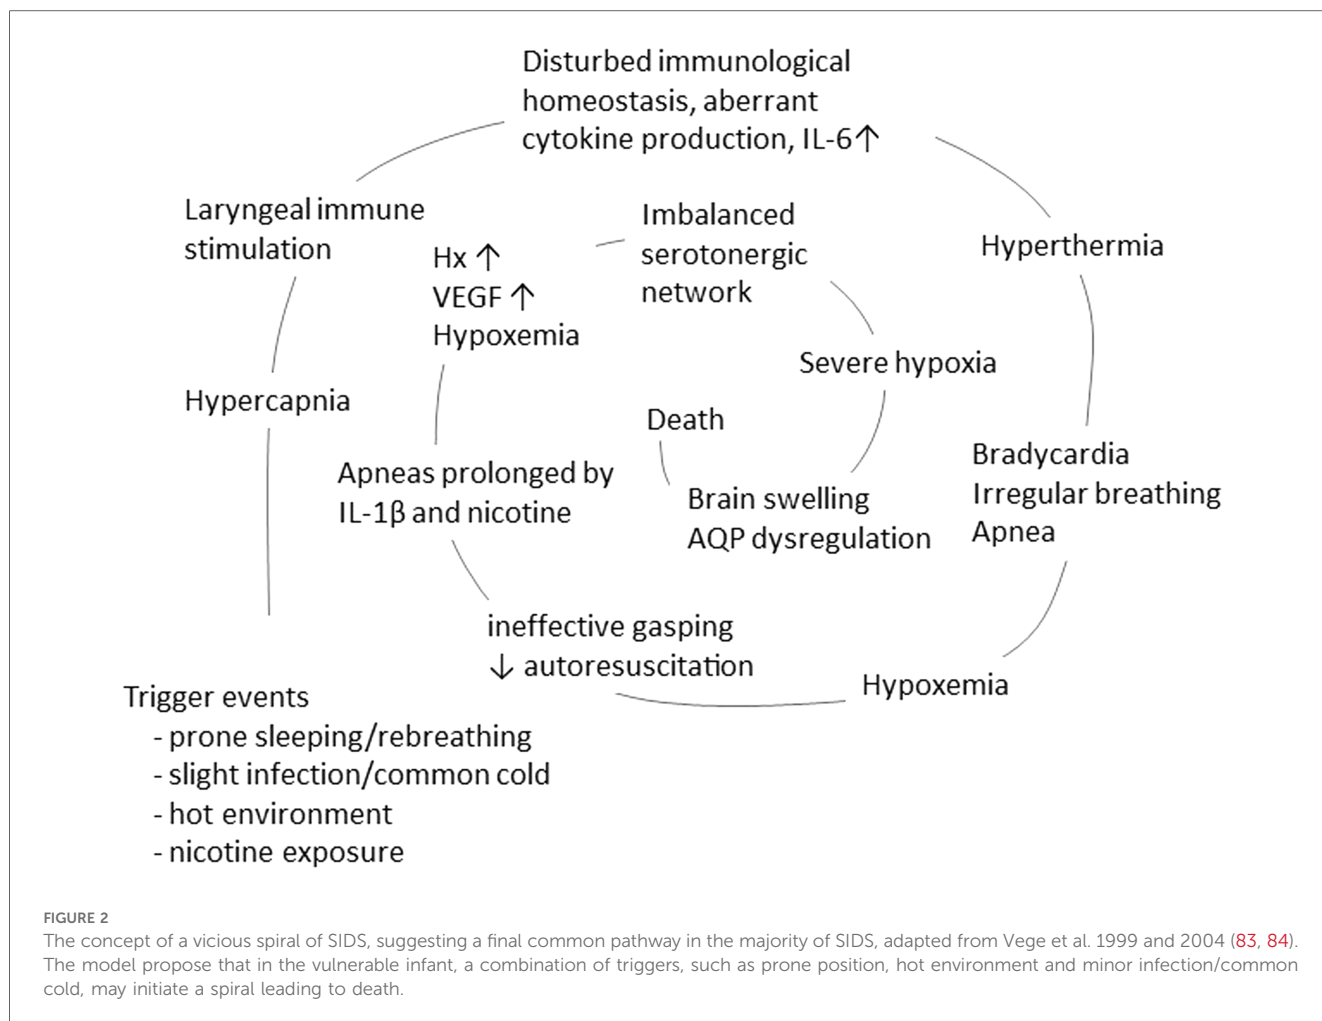 Disturbed immunological
homeostasis, aberrant
cytokine production, IL-6↑
Laryngeal immune
stimulation
Imbalanced
serotonergic
network
Hx ↑
VEGF ↑
Hypoxemia
Hyperthermia
Severe hypoxia
Hypercapnia
Death
Bradycardia
Irregular breathing
Apnea
Apneas prolonged by
IL-1β and nicotine
Brain swelling
AQP dysregulation
ineffective gasping
↓ autoresuscitation
Hypoxemia
Trigger events
- prone sleeping/rebreathing
- slight infection/common cold
- hot environment
- nicotine exposure
FIGURE 2
The concept of a vicious spiral of SIDS, suggesting a final common pathway in the majority of SIDS, adapted from Vege et al. 1999 and 2004 (83, 84).
The model propose that in the vulnerable infant, a combination of triggers, such as prone position, hot environment and minor infection/common
cold, may initiate a spiral leading to death.